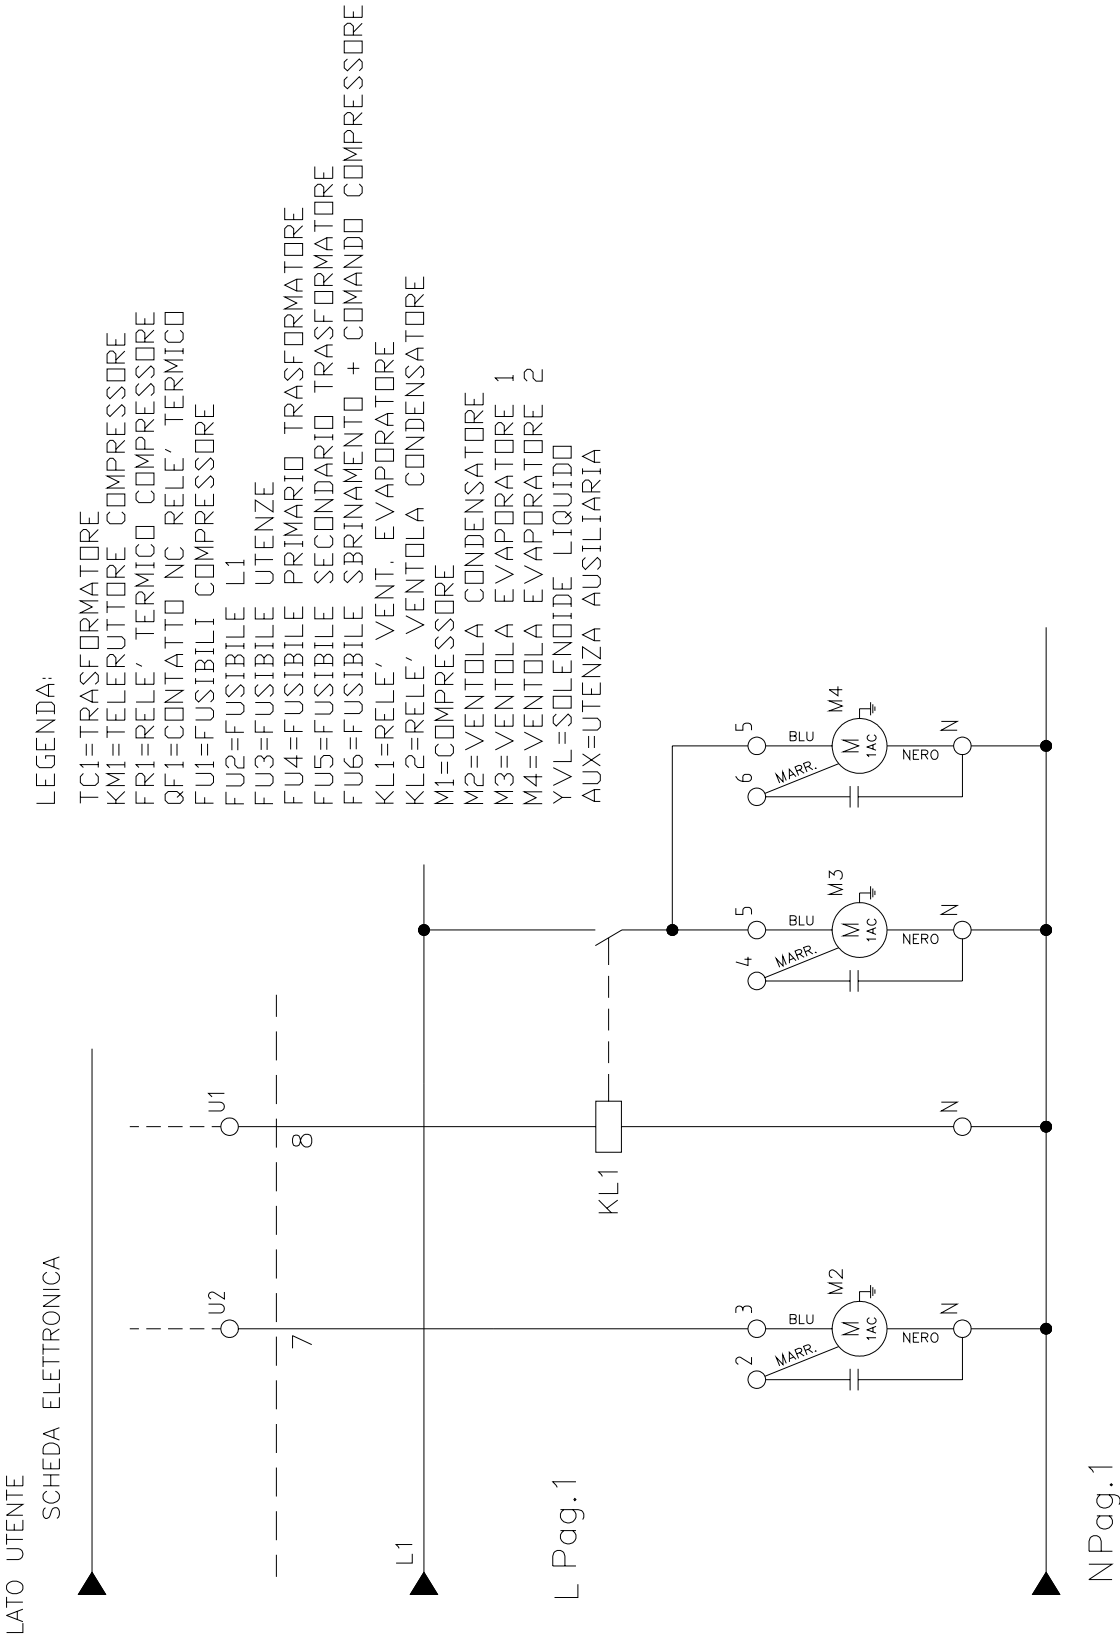 LATO UTENTE
SCHEDA ELETTRONICA
LEGENDA:
TC1=TRASFORMATORE
KM1=TELERUTTORE COMPRESSORE
FR1=RELE´ TERMICO COMPRESSORE
QF1=CONTATTO NC RELE´ TERMICO
FU1=FUSIBILI COMPRESSORE
FU2=FUSIBILE L1
FU3=FUSIBILE UTENZE
FU4=FUSIBILE PRIMARIO TRASFORMATORE
FU5=FUSIBILE SECONDARIO TRASFORMATORE
FU6=FUSIBILE SBRINAMENTO + COMANDO COMPRESSORE
KL1=RELE´ VENT. EVAPORATORE
KL2=RELE´ VENTOLA CONDENSATORE
M1=COMPRESSORE
M2=VENTOLA CONDENSATORE
M3=VENTOLA EVAPORATORE 1
M4=VENTOLA EVAPORATORE 2
YVL=SOLENOIDE LIQUIDO
AUX=UTENZA AUSILIARIA
U2
U1
7
8
L1
L Pag.1
KL1
2
3
4
5
6
5
MARR.
BLU
MARR.
BLU
MARR.
BLU
M2
M
1AC
M3
M
1AC
M4
M
1AC
NERO
NERO
NERO
N
N
N
N
N Pag.1